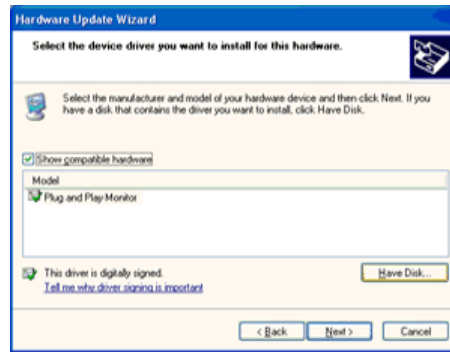 Hardware Update Wizard
Select the device driver you want to install for this hardware.
Select the manufacturer and model of your hardware device and then click Next. If you
have a disk that contains the driver you want to install, click Have Disk.
Show compatible hardware
Model
Plug and Play Monitor
This driver is digitally signed.
Have Disk...
Tell me why driver signing is important
< Back
Next >
Cancel